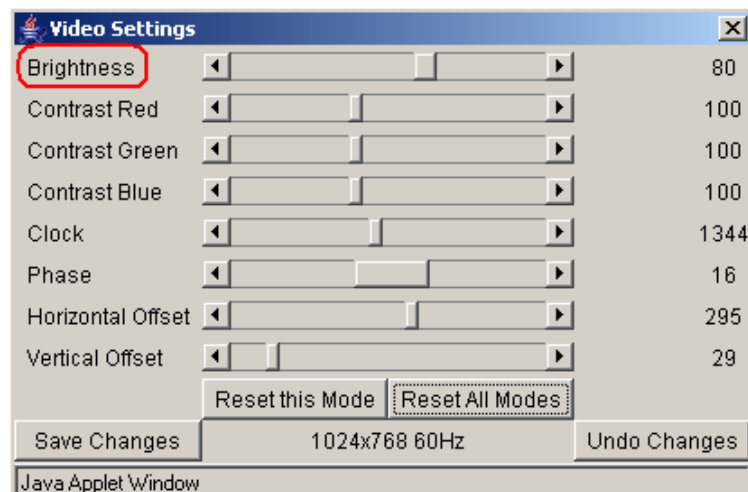 Video Settings
Brightness 80
Contrast Red 100
Contrast Green 100
Contrast Blue 100
Clock 1344
Phase 16
Horizontal Offset 295
Vertical Offset 29
Reset this Mode Reset All Modes
Save Changes 1024x768 60Hz Undo Changes
Java Applet Window